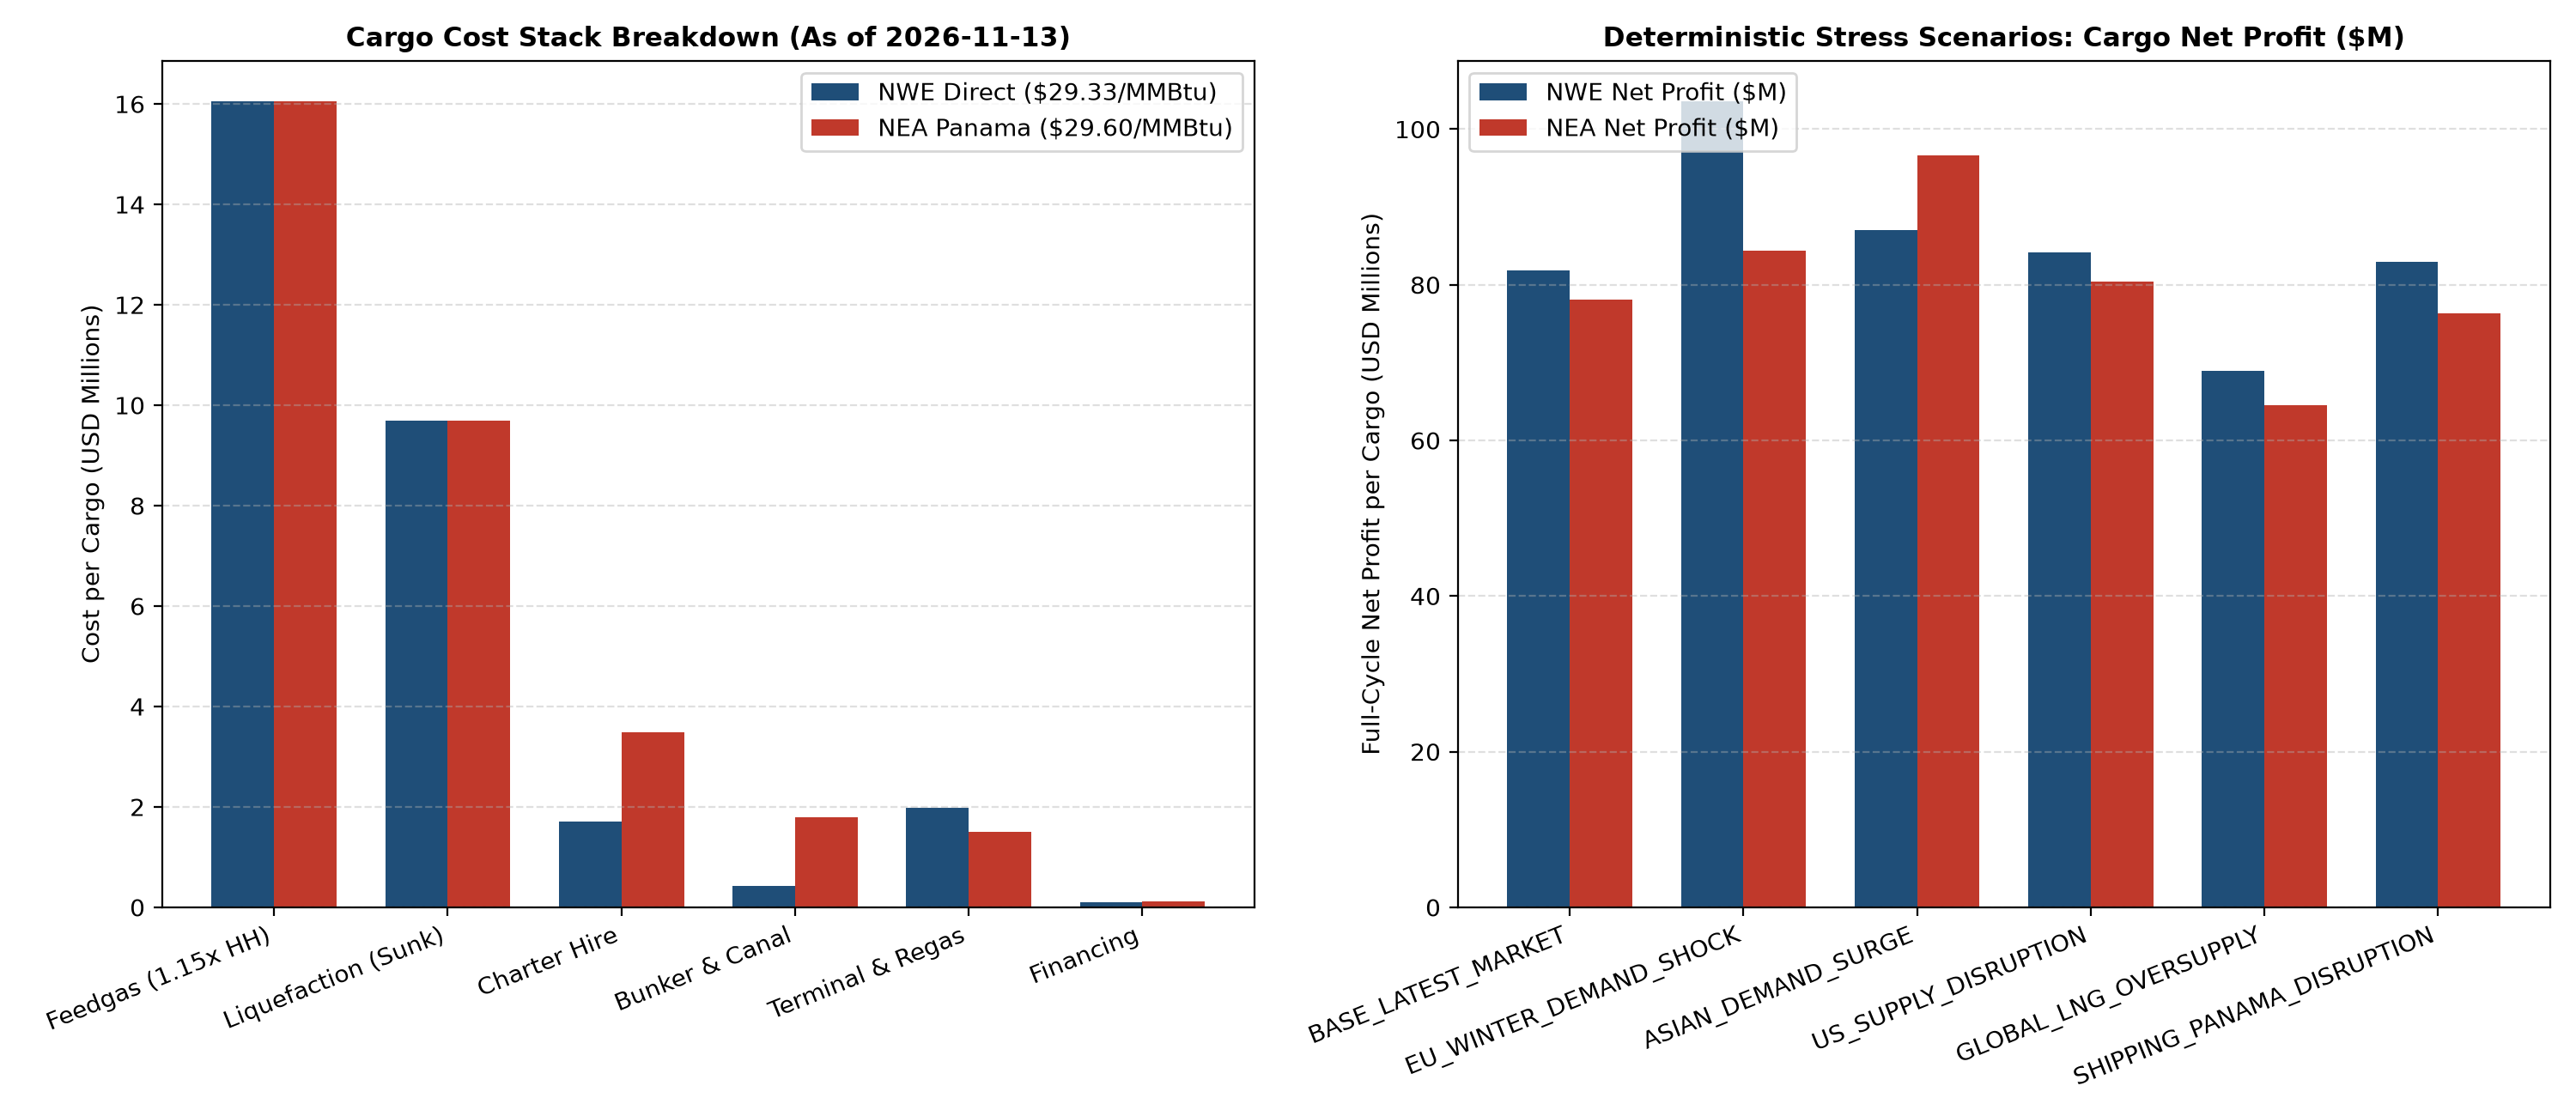 Cargo Cost Stack Breakdown (As of 2026-11-13)
Cost per Cargo (USD Millions)
16
14
12
10
8
6
4
2
0
NWE Direct ($29.33/MMBtu)
NEA Panama ($29.60/MMBtu)
Feedgas (1.15x HH)
Liquefaction (Sunk)
Charter Hire
Bunker & Canal
Terminal & Regas
Financing
Deterministic Stress Scenarios: Cargo Net Profit ($M)
Full-Cycle Net Profit per Cargo (USD Millions)
100
80
60
40
20
0
NWE Net Profit ($M)
NEA Net Profit ($M)
BASE_LATEST_MARKET
EU_WINTER_DEMAND_SHOCK
ASIAN_DEMAND_SURGE
US_SUPPLY_DISRUPTION
GLOBAL_LNG_OVERSUPPLY
SHIPPING_PANAMA_DISRUPTION